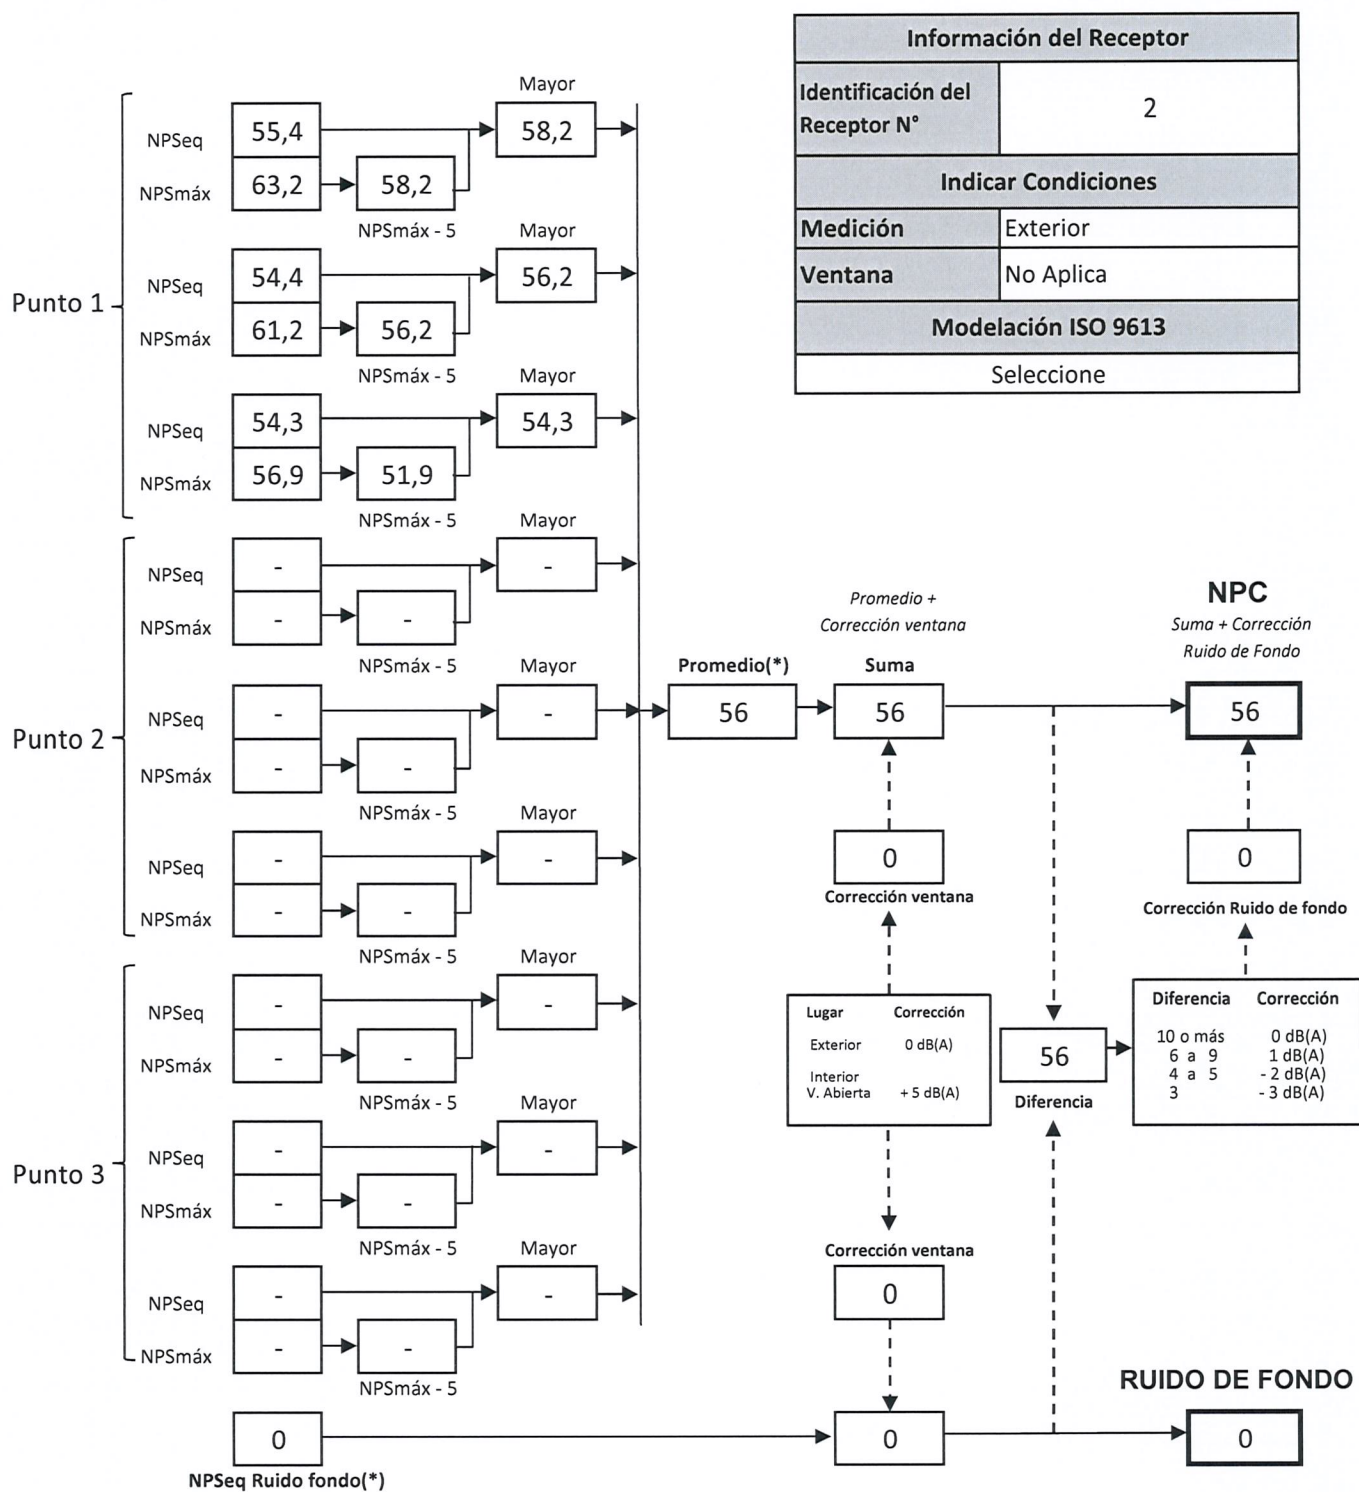 Información del Receptor
Identificación del Receptor N°
2
Indicar Condiciones
Medición Exterior
Ventana No Aplica
Modelación ISO 9613
Seleccione
Punto 1
Mayor
NPSeq 55,4 58,2
NPSmáx 63,2 58,2
NPSmáx - 5 Mayor
NPSeq 54,4 56,2
NPSmáx 61,2 56,2
NPSmáx - 5 Mayor
NPSeq 54,3 54,3
NPSmáx 56,9 51,9
NPSmáx - 5 Mayor
Punto 2
NPSeq - -
NPSmáx - -
NPSmáx - 5 Mayor
NPSeq - -
NPSmáx - -
NPSmáx - 5 Mayor
NPSeq - -
NPSmáx - -
NPSmáx - 5 Mayor
Punto 3
NPSeq - -
NPSmáx - -
NPSmáx - 5 Mayor
NPSeq - -
NPSmáx - -
NPSmáx - 5 Mayor
NPSeq - -
NPSmáx - -
NPSmáx - 5
0
NPSeq Ruido fondo(*)
Promedio(*)
56
Promedio +
Corrección ventana
Suma
56
0
Corrección ventana
Lugar Corrección
Exterior 0 dB(A)
Interior
V. Abierta + 5 dB(A)
Corrección ventana
0
0
56
Diferencia
NPC
Suma + Corrección
Ruido de Fondo
56
0
Corrección Ruido de fondo
Diferencia Corrección
10 o más 0 dB(A)
6 a 9 1 dB(A)
4 a 5 - 2 dB(A)
3 - 3 dB(A)
RUIDO DE FONDO
0